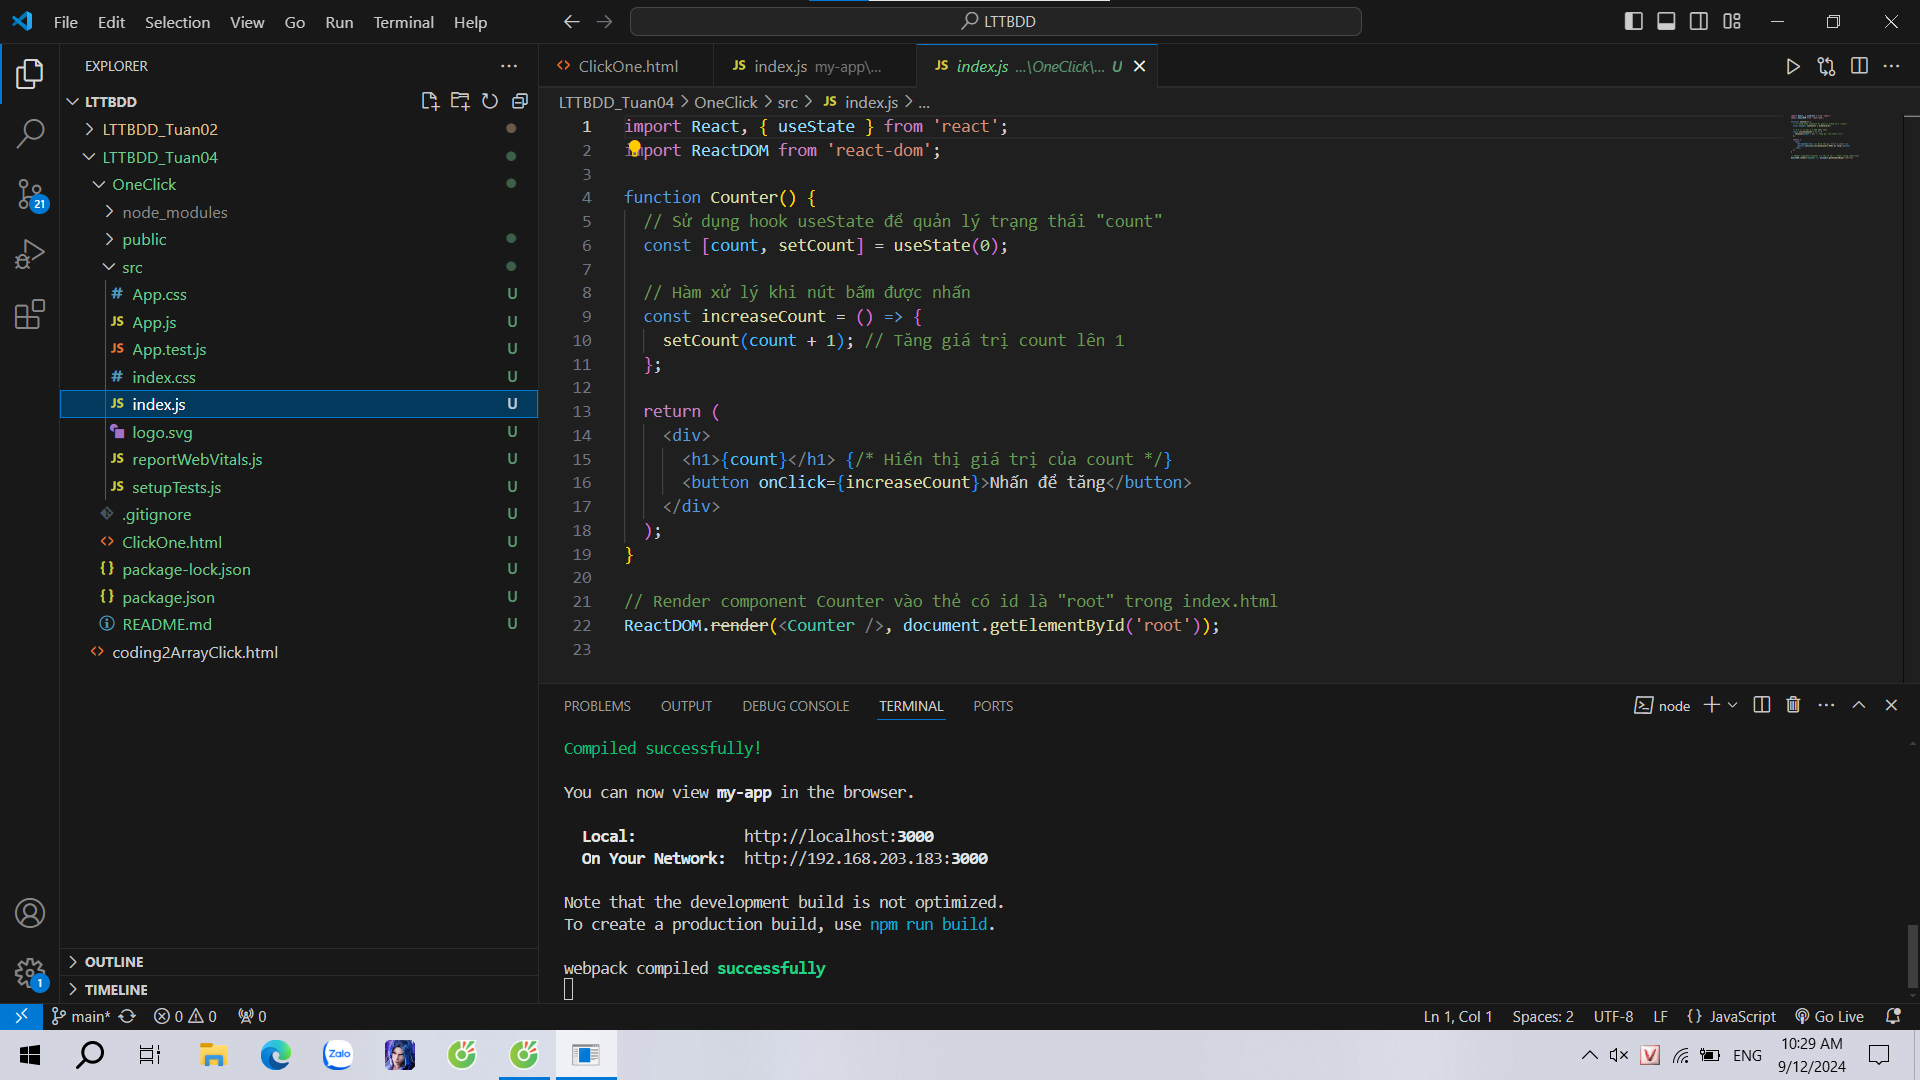 File Edit Selection View Go Run Terminal Help
LTTBDD
EXPLORER
LTTBDD
LTTBDD_Tuan02
LTTBDD_Tuan04
OneClick
node_modules
public
src
App.css U
App.js U
App.test.js U
index.css U
index.js U
logo.svg U
reportWebVitals.js U
setupTests.js U
.gitignore U
ClickOne.html U
package-lock.json U
package.json U
README.md U
coding2ArrayClick.html
OUTLINE
TIMELINE
21
1
ClickOne.html
JS index.js my-app\...
JS index.js ...\OneClick\... U
LTTBDD_Tuan04 > OneClick > src > JS index.js > ...
1 import React, { useState } from 'react';
2 import ReactDOM from 'react-dom';
3
4 function Counter() {
5 // Sử dụng hook useState để quản lý trạng thái "count"
6 const [count, setCount] = useState(0);
7
8 // Hàm xử lý khi nút bấm được nhấn
9 const increaseCount = () => {
10 setCount(count + 1); // Tăng giá trị count lên 1
11 };
12
13 return (
14 <div>
15 <h1>{count}</h1> {/* Hiển thị giá trị của count */}
16 <button onClick={increaseCount}>Nhấn để tăng</button>
17 </div>
18 );
19 }
20
21 // Render component Counter vào thẻ có id là "root" trong index.html
22 ReactDOM.render(<Counter />, document.getElementById('root'));
23
PROBLEMS OUTPUT DEBUG CONSOLE TERMINAL PORTS
node
Compiled successfully!
You can now view my-app in the browser.
Local: http://localhost:3000
On Your Network: http://192.168.203.183:3000
Note that the development build is not optimized.
To create a production build, use npm run build.
webpack compiled successfully
main* 0 0 0
Ln 1, Col 1 Spaces: 2 UTF-8 LF {} JavaScript Go Live
Zalo
V
ENG
10:29 AM
9/12/2024